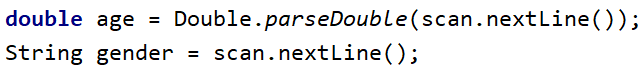 double age = Double.parseDouble(scan.nextLine());
String gender = scan.nextLine();